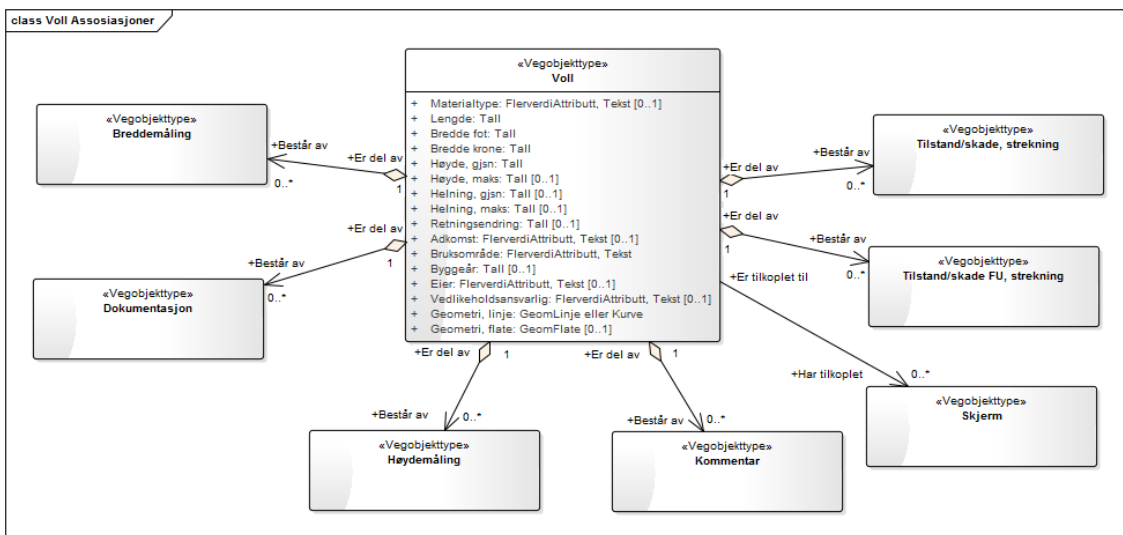 class Voll Assosiasjoner
«Vegobjekttype»
Voll
+ Materialtype: FlerverdiAttributt, Tekst [0..1]
+ Lengde: Tall
+ Bredde fot: Tall
+ Bredde krone: Tall
+ Høyde, gjsn: Tall
+ Høyde, maks: Tall [0..1]
+ Helning, gjsn: Tall [0..1]
+ Helning, maks: Tall [0..1]
+ Retningsendring: Tall [0..1]
+ Adkomst: FlerverdiAttributt, Tekst [0..1]
+ Bruksområde: FlerverdiAttributt, Tekst
+ Byggeår: Tall [0..1]
+ Eier: FlerverdiAttributt, Tekst [0..1]
+ Vedlikeholdsansvarlig: FlerverdiAttributt, Tekst [0..1]
+ Geometri, linje: GeomLinje eller Kurve
+ Geometri, flate: GeomFlate [0..1]
«Vegobjekttype»
Breddemåling
+Består av
0..*
+Er del av
1
«Vegobjekttype»
Dokumentasjon
+Består av
0..*
+Er del av
1
«Vegobjekttype»
Høydemåling
+Består av
0..*
+Er del av
1
«Vegobjekttype»
Kommentar
+Består av
0..*
+Er del av
1
«Vegobjekttype»
Tilstand/skade, strekning
+Består av
0..*
+Er del av
1
«Vegobjekttype»
Tilstand/skade FU, strekning
+Består av
0..*
+Er del av
1
«Vegobjekttype»
Skjerm
+Er tilkoplet til
+Har tilkoplet
0..*